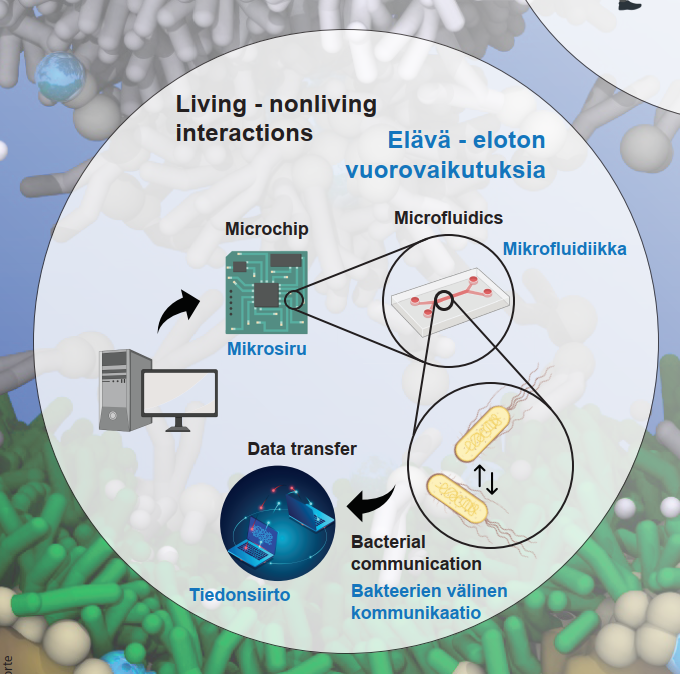 Living - nonliving
interactions
Elävä - eloton
vuorovaikutuksia
Microchip
Microfluidics
Mikrofluidiikka
Mikrosiru
Data transfer
Tiedonsiirto
Bacterial
communication
Bakteerien välinen
kommunikaatio